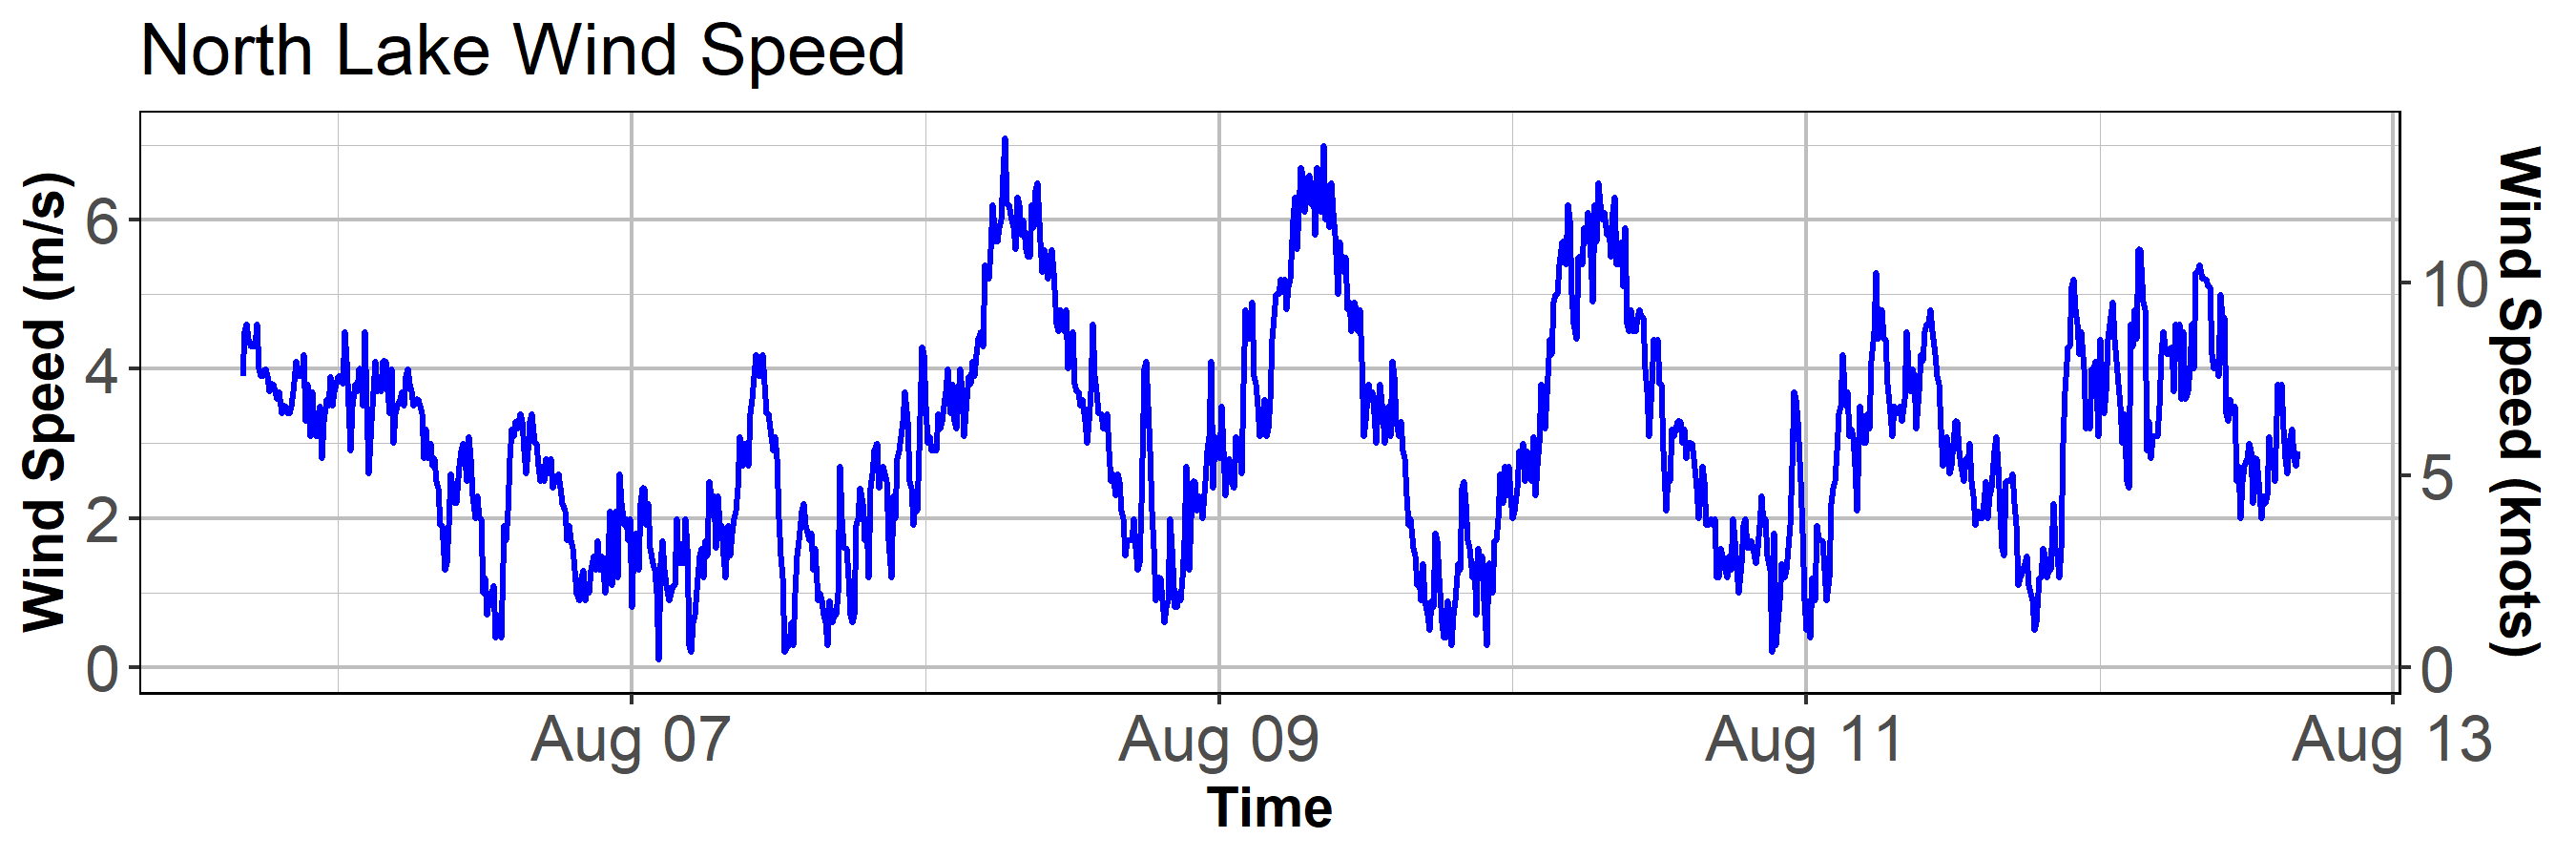 North Lake Wind Speed
Wind Speed (m/s)
6
4
2
0
10
5
0
Wind Speed (knots)
Aug 07 Aug 09 Aug 11 Aug 13
Time